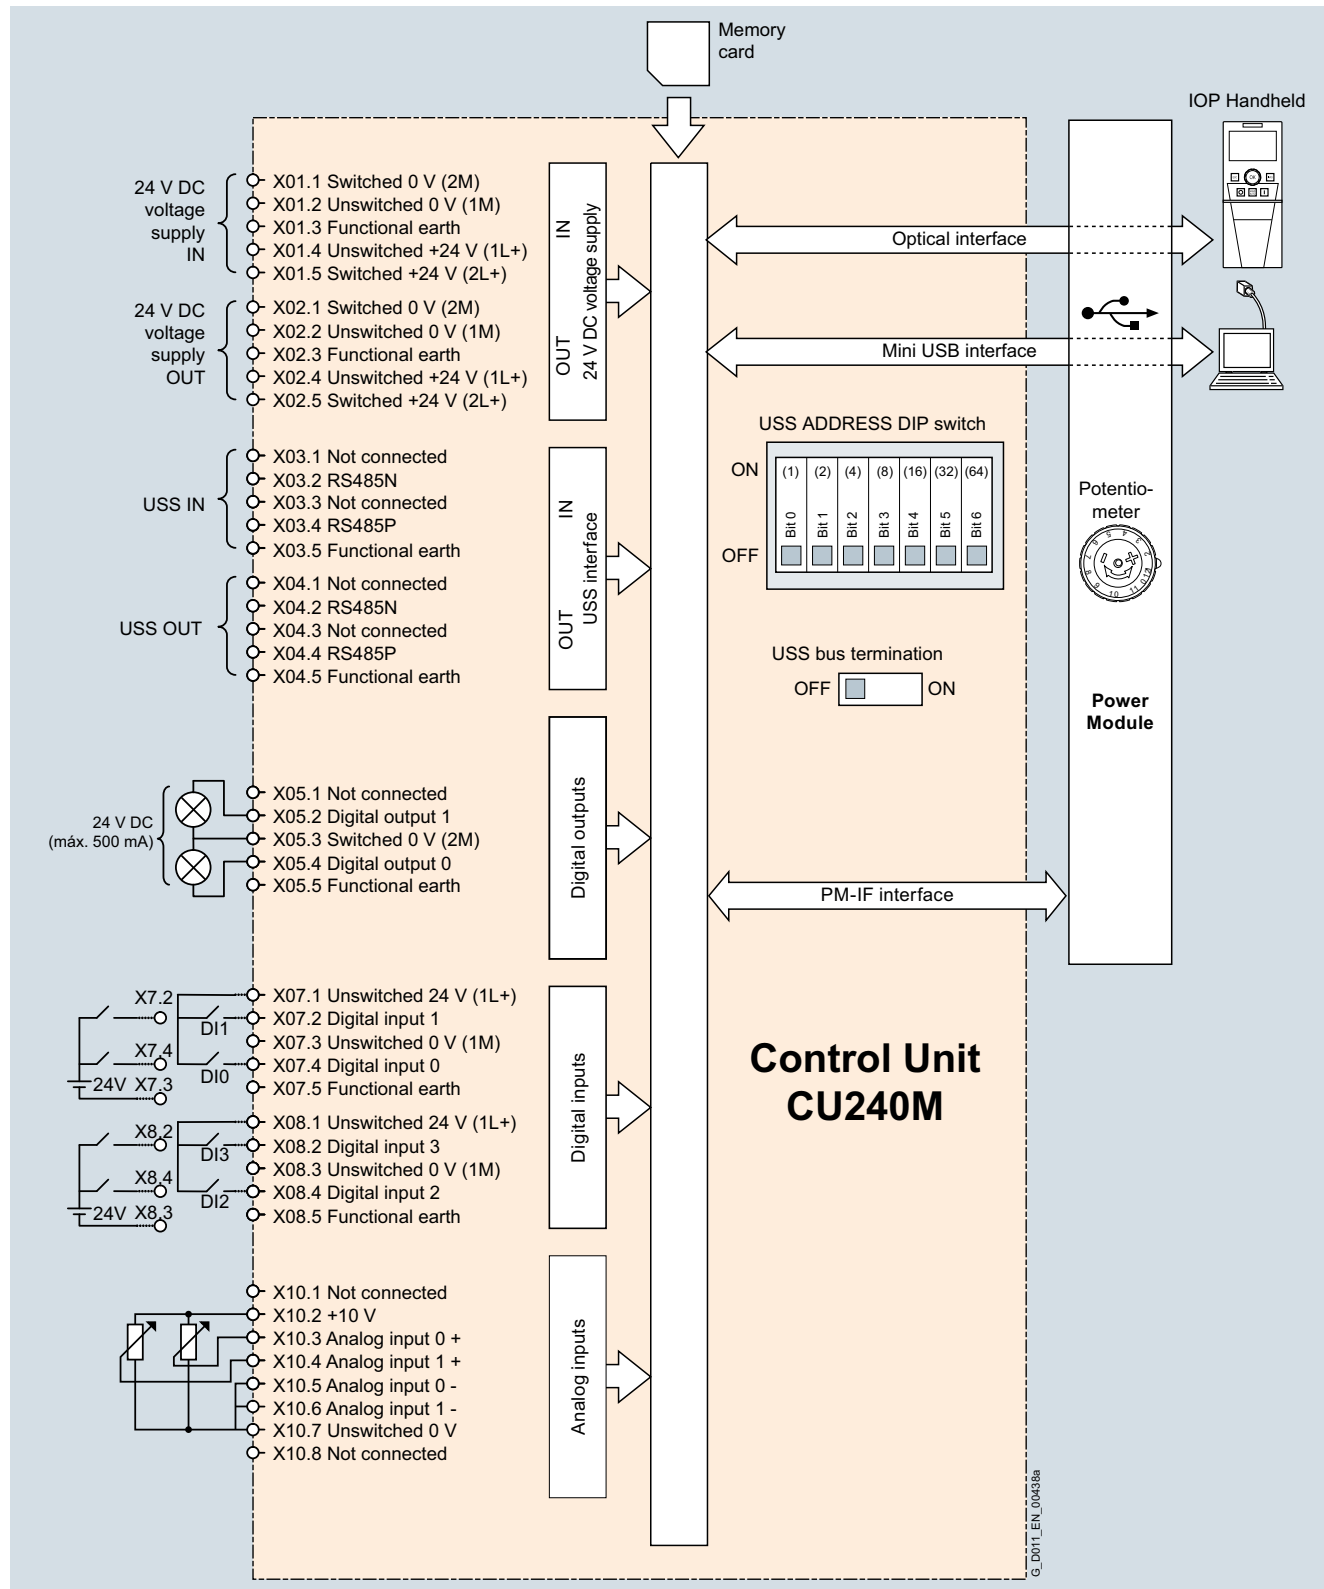 Memory
card
IOP Handheld
24 V DC
voltage
supply
IN
X01.1 Switched 0 V (2M)
X01.2 Unswitched 0 V (1M)
X01.3 Functional earth
X01.4 Unswitched +24 V (1L+)
X01.5 Switched +24 V (2L+)
24 V DC
voltage
supply
OUT
X02.1 Switched 0 V (2M)
X02.2 Unswitched 0 V (1M)
X02.3 Functional earth
X02.4 Unswitched +24 V (1L+)
X02.5 Switched +24 V (2L+)
OUT IN
24 V DC voltage supply
Optical interface
Mini USB interface
USS IN
X03.1 Not connected
X03.2 RS485N
X03.3 Not connected
X03.4 RS485P
X03.5 Functional earth
USS OUT
X04.1 Not connected
X04.2 RS485N
X04.3 Not connected
X04.4 RS485P
X04.5 Functional earth
OUT IN
USS interface
USS ADDRESS DIP switch
ON
(1) (2) (4) (8) (16) (32) (64)
Bit 0 Bit 1 Bit 2 Bit 3 Bit 4 Bit 5 Bit 6
OFF
USS bus termination
OFF ON
Potentio-
meter
2 3 4 5 6 7 8 9 10 11 0 12
Power
Module
24 V DC
(máx. 500 mA)
X05.1 Not connected
X05.2 Digital output 1
X05.3 Switched 0 V (2M)
X05.4 Digital output 0
X05.5 Functional earth
Digital outputs
PM-IF interface
X7.2
DI1
X7.4
DI0
24V X7.3
X07.1 Unswitched 24 V (1L+)
X07.2 Digital input 1
X07.3 Unswitched 0 V (1M)
X07.4 Digital input 0
X07.5 Functional earth
X8.2
DI3
X8.4
DI2
24V X8.3
X08.1 Unswitched 24 V (1L+)
X08.2 Digital input 3
X08.3 Unswitched 0 V (1M)
X08.4 Digital input 2
X08.5 Functional earth
Digital inputs
Control Unit
CU240M
X10.1 Not connected
X10.2 +10 V
X10.3 Analog input 0 +
X10.4 Analog input 1 +
X10.5 Analog input 0 -
X10.6 Analog input 1 -
X10.7 Unswitched 0 V
X10.8 Not connected
Analog inputs
G_D011_EN_00438a